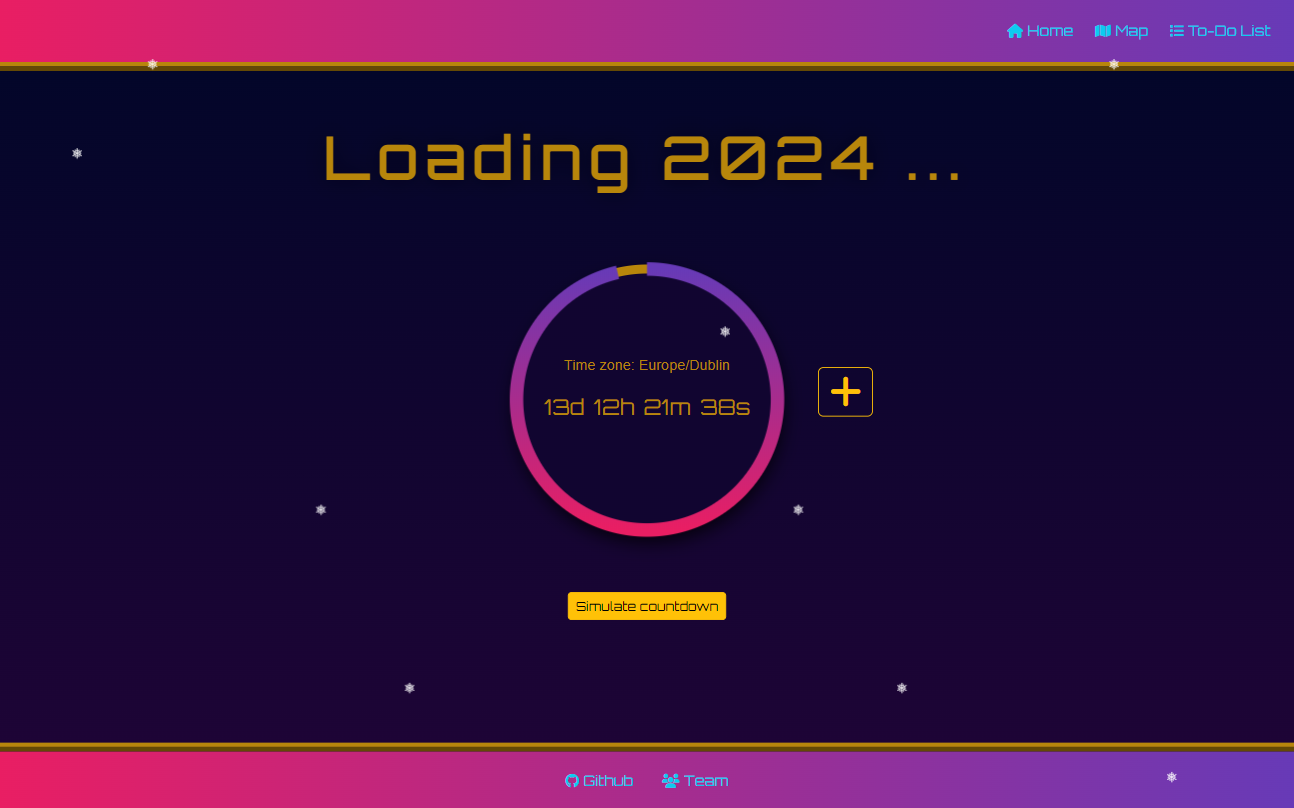 Home Map To-Do List
Loading 2024 ...
Time zone: Europe/Dublin
13d 12h 21m 38s
Simulate countdown
Github Team